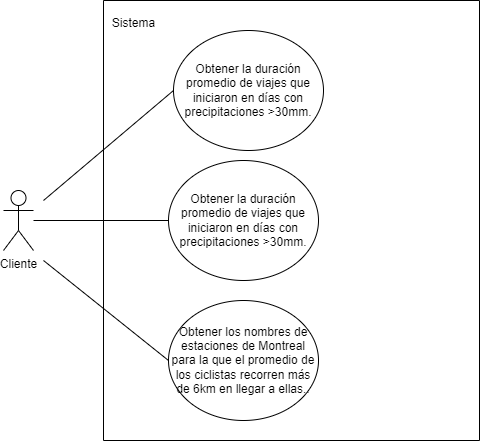 Sistema
Obtener la duración
promedio de viajes que
iniciaron en días con
precipitaciones >30mm.
Obtener la duración
promedio de viajes que
iniciaron en días con
precipitaciones >30mm.
Cliente
Obtener los nombres de
estaciones de Montreal
para la que el promedio de
los ciclistas recorren más
de 6km en llegar a ellas..